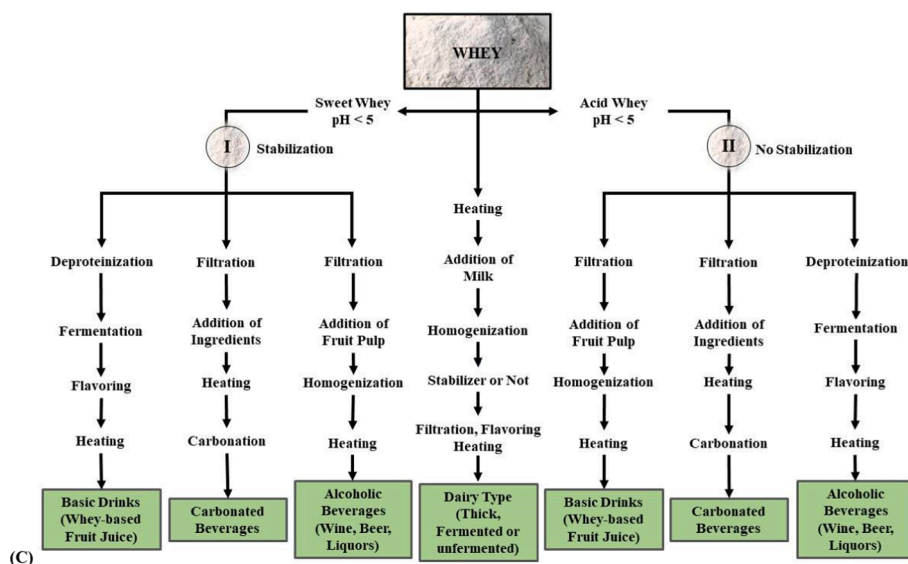 WHEY
Sweet Whey
pH < 5
Acid Whey
pH < 5
I
Stabilization
II
No Stabilization
Deproteinization
Fermentation
Flavoring
Heating
Basic Drinks
(Whey-based
Fruit Juice)
Filtration
Addition of
Ingredients
Heating
Carbonation
Carbonated
Beverages
Filtration
Addition of
Fruit Pulp
Homogenization
Heating
Alcoholic
Beverages
(Wine, Beer,
Liquors)
Heating
Addition of
Milk
Homogenization
Stabilizer or Not
Filtration, Flavoring
Heating
Dairy Type
(Thick,
Fermented or
unfermented)
Filtration
Addition of
Fruit Pulp
Homogenization
Heating
Basic Drinks
(Whey-based
Fruit Juice)
Filtration
Addition of
Ingredients
Heating
Carbonation
Carbonated
Beverages
Deproteinization
Fermentation
Flavoring
Heating
Alcoholic
Beverages
(Wine, Beer,
Liquors)
(C)